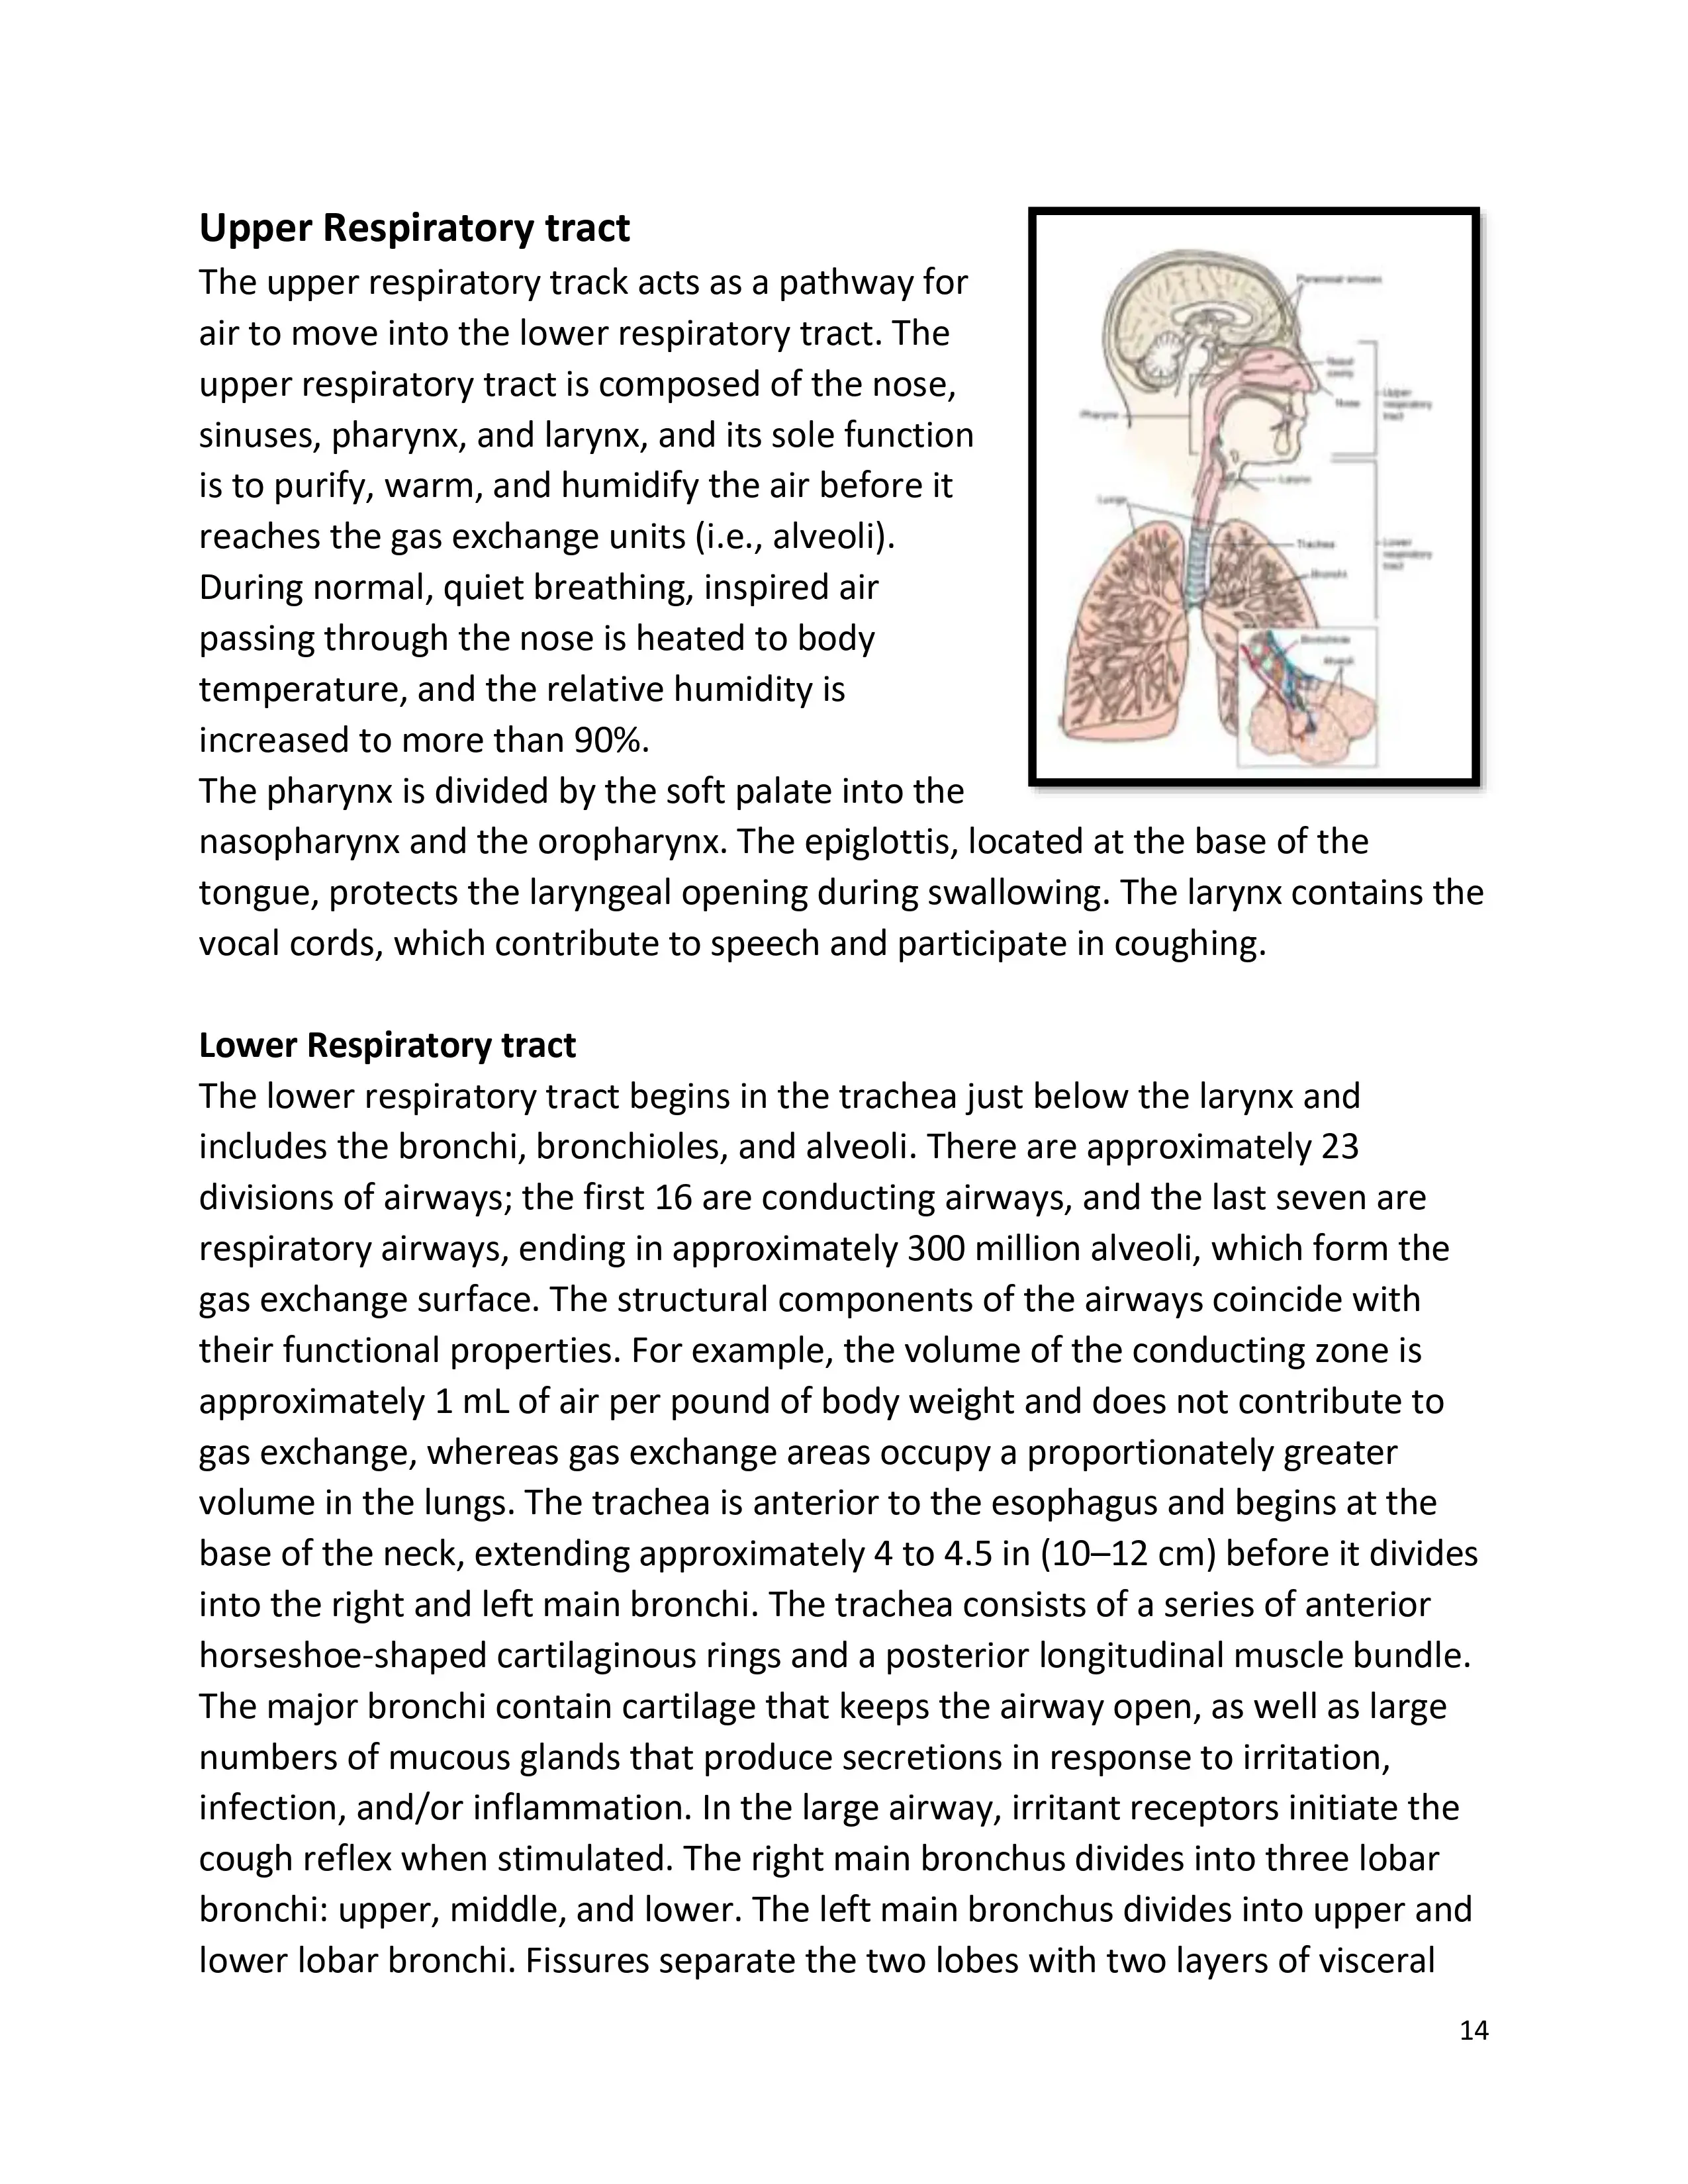 Upper Respiratory tract
The upper respiratory track acts as a pathway for
air to move into the lower respiratory tract. The
upper respiratory tract is composed of the nose,
sinuses, pharynx, and larynx, and its sole function
is to purify, warm, and humidify the air before it
reaches the gas exchange units (i.e., alveoli).
During normal, quiet breathing, inspired air
passing through the nose is heated to body
temperature, and the relative humidity is
increased to more than 90%.
The pharynx is divided by the soft palate into the
nasopharynx and the oropharynx. The epiglottis, located at the base of the
tongue, protects the laryngeal opening during swallowing. The larynx contains the
vocal cords, which contribute to speech and participate in coughing.
Paranasal sinuses
Nasal
cavity
Nose
Upper
respiratory
tract
Pharynx
Larynx
Lungs
Trachea
Lower
respiratory
tract
Bronchi
Bronchiole
Alveoli
Lower Respiratory tract
The lower respiratory tract begins in the trachea just below the larynx and
includes the bronchi, bronchioles, and alveoli. There are approximately 23
divisions of airways; the first 16 are conducting airways, and the last seven are
respiratory airways, ending in approximately 300 million alveoli, which form the
gas exchange surface. The structural components of the airways coincide with
their functional properties. For example, the volume of the conducting zone is
approximately 1 mL of air per pound of body weight and does not contribute to
gas exchange, whereas gas exchange areas occupy a proportionately greater
volume in the lungs. The trachea is anterior to the esophagus and begins at the
base of the neck, extending approximately 4 to 4.5 in (10–12 cm) before it divides
into the right and left main bronchi. The trachea consists of a series of anterior
horseshoe-shaped cartilaginous rings and a posterior longitudinal muscle bundle.
The major bronchi contain cartilage that keeps the airway open, as well as large
numbers of mucous glands that produce secretions in response to irritation,
infection, and/or inflammation. In the large airway, irritant receptors initiate the
cough reflex when stimulated. The right main bronchus divides into three lobar
bronchi: upper, middle, and lower. The left main bronchus divides into upper and
lower lobar bronchi. Fissures separate the two lobes with two layers of visceral
14